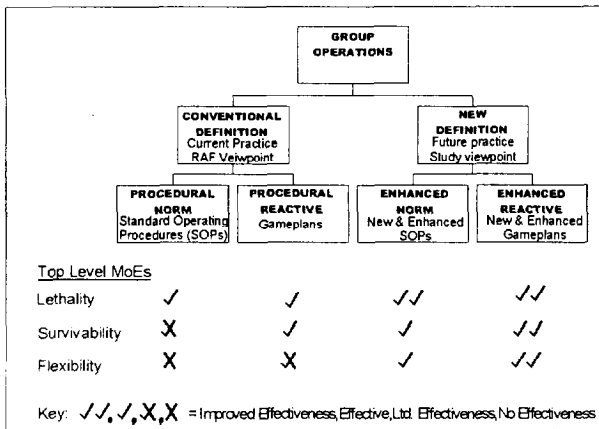 GROUP
OPERATIONS
CONVENTIONAL
DEFINITION
Current Practice
RAF Veiwpoint
NEW
DEFINITION
Future practice
Study viewpoint
PROCEDURAL
NORM
Standard Operating
Procedures (SOPs)
PROCEDURAL
REACTIVE
Gameplans
ENHANCED
NORM
New & Enhanced
SOPs
ENHANCED
REACTIVE
New & Enhanced
Gameplans
Top Level MoEs
Lethality ✓ ✓ ✓✓ ✓✓
Survivability X ✓ ✓ ✓✓
Flexibility X X ✓ ✓✓
Key: ✓✓, ✓, X, X = Improved Effectiveness, Effective, Ltd. Effectiveness, No Effectiveness